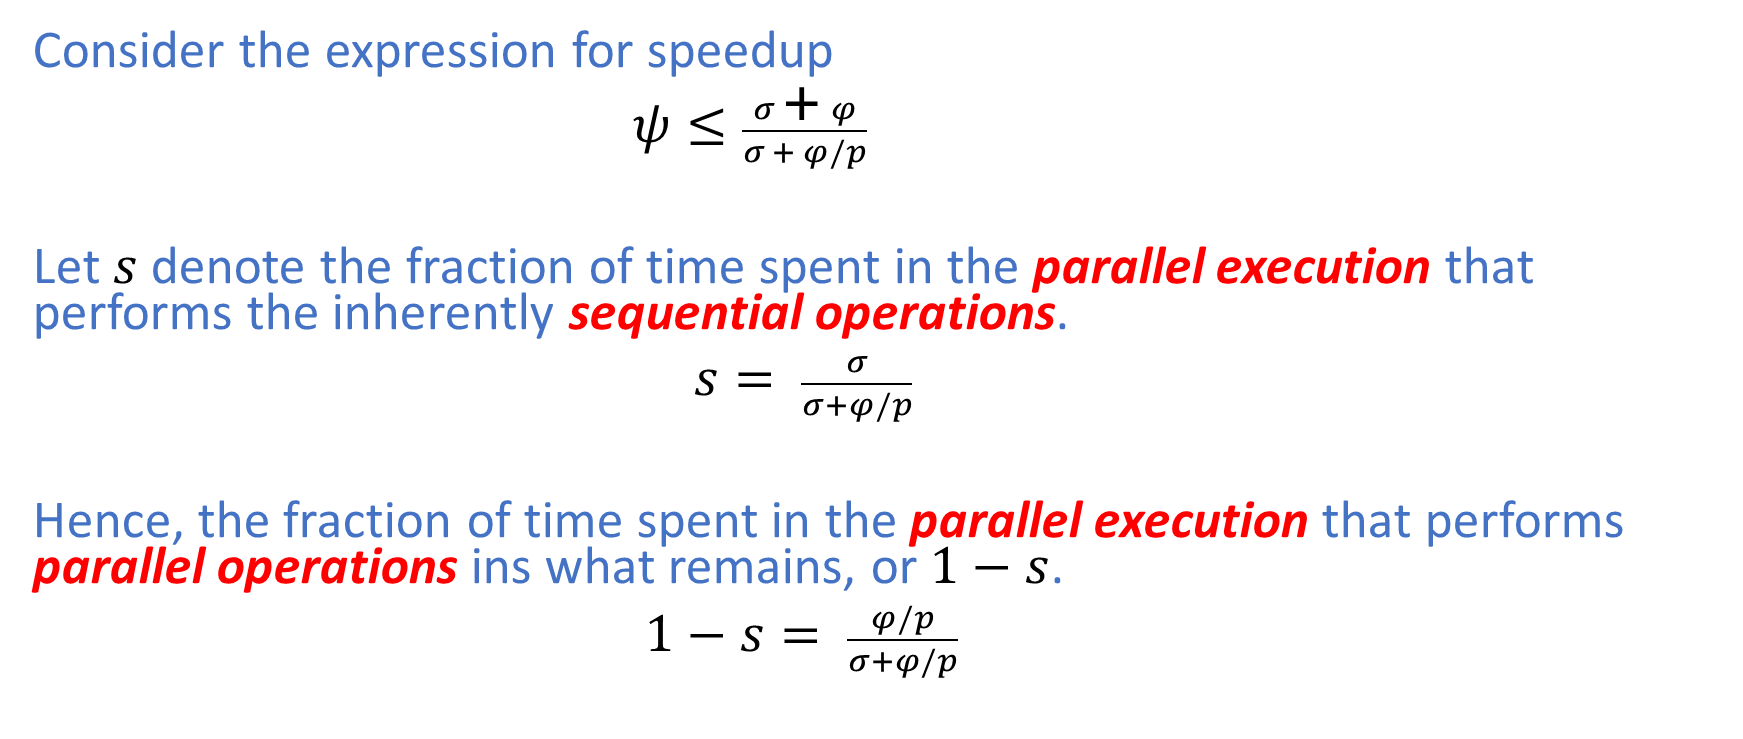 Consider the expression for speedup
ψ ≤ (σ + φ)/(σ + φ/p)
Let s denote the fraction of time spent in the parallel execution that
performs the inherently sequential operations.
s = σ/(σ+φ/p)
Hence, the fraction of time spent in the parallel execution that performs
parallel operations ins what remains, or 1 − s.
1 − s = (φ/p)/(σ+φ/p)